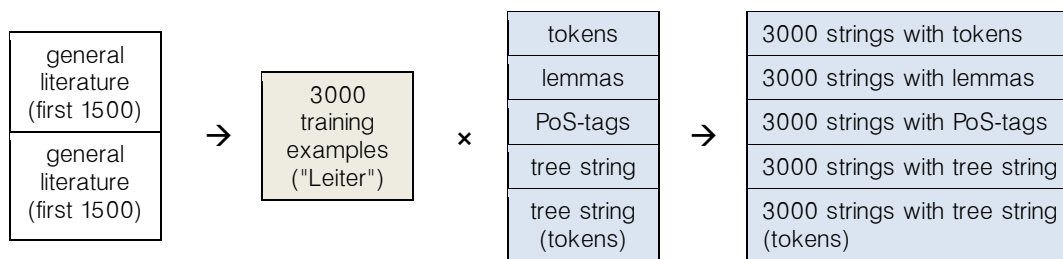 general
literature
(first 1500)
general
literature
(first 1500)
→
3000
training
examples
("Leiter")
×
tokens
lemmas
PoS-tags
tree string
tree string
(tokens)
→
3000 strings with tokens
3000 strings with lemmas
3000 strings with PoS-tags
3000 strings with tree string
3000 strings with tree string
(tokens)